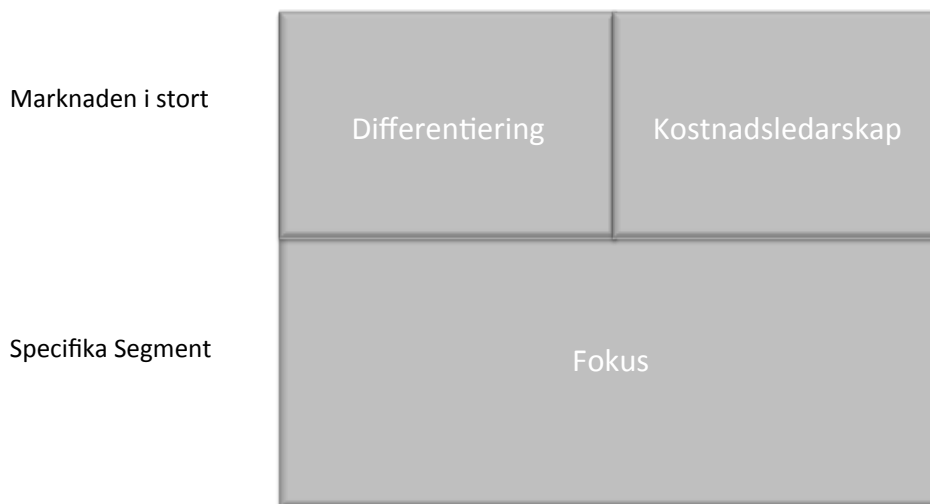 Marknaden i stort
Differentiering
Kostnadsledarskap
Specifika Segment
Fokus